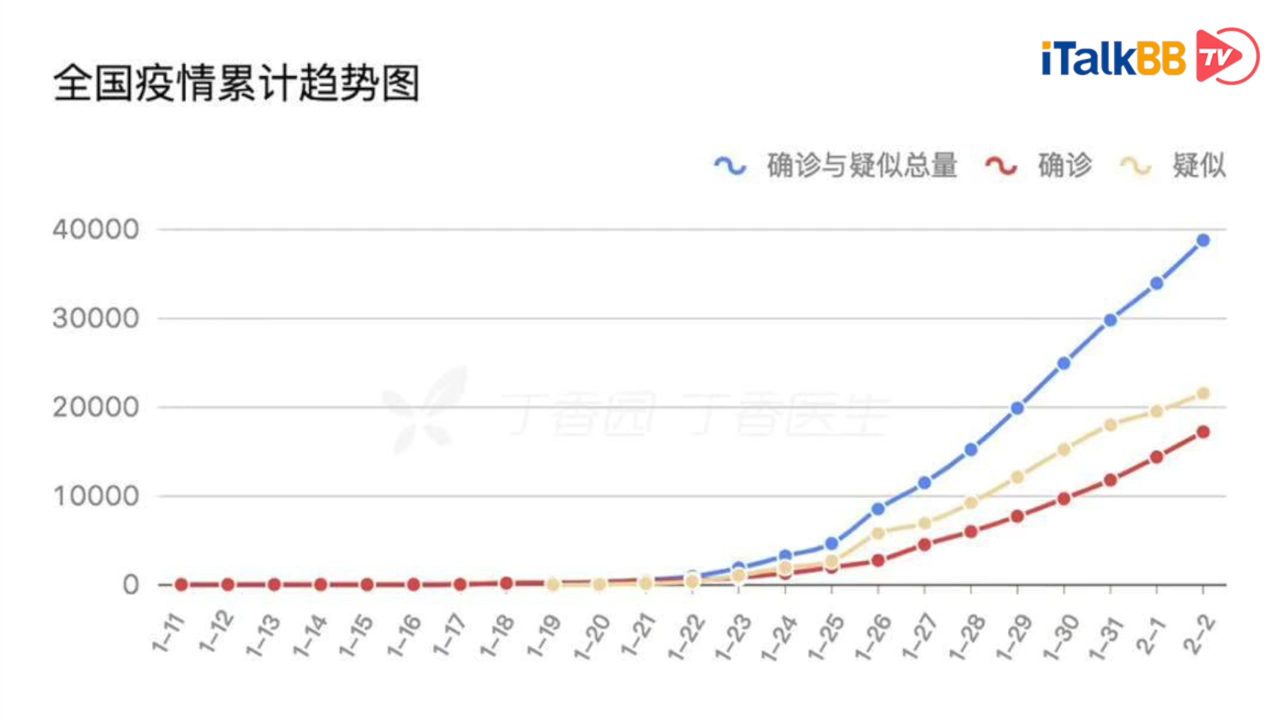 iTalkBB TV
全国疫情累计趋势图
确诊与疑似总量 确诊 疑似
40000
30000
20000
丁香园 丁香医生
10000
0
1-11 1-12 1-13 1-14 1-15 1-16 1-17 1-18 1-19 1-20 1-21 1-22 1-23 1-24 1-25 1-26 1-27 1-28 1-29 1-30 1-31 2-1 2-2